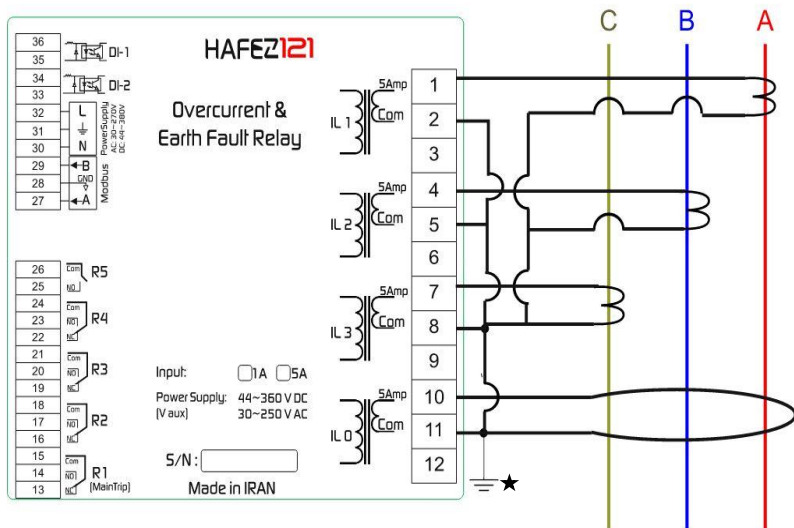 C B A
HAFEZ121
Overcurrent &
Earth Fault Relay
36
35
DI-1
34
33
DI-2
32 L
31
30 N
PowerSupply
AC: 30~270V
DC: 44~380V
29 B
28 GND
27 A
Modbus
26 Com
25 NO
R5
24 Com
23 NO
22 NC
R4
21 Com
20 NO
19 NC
R3
18 Com
17 NO
16 NC
R2
15 Com
14 NO
13 NC
R1
(MainTrip)
IL 1 5Amp Com
1
2
3
IL 2 5Amp Com
4
5
6
IL 3 5Amp Com
7
8
9
IL 0 5Amp Com
10
11
12
Input: 1A 5A
Power Supply: 44~360 V DC
(V aux) 30~250 V AC
S/N:
Made in IRAN